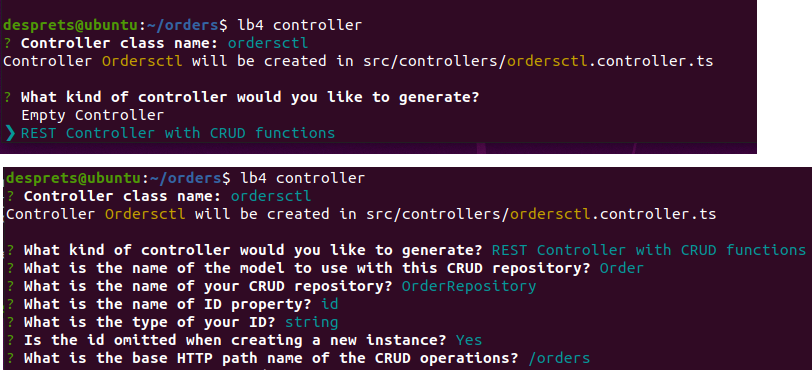 desprets@ubuntu:~/orders$ lb4 controller
? Controller class name: ordersctl
Controller Ordersctl will be created in src/controllers/ordersctl.controller.ts
? What kind of controller would you like to generate?
Empty Controller
❯ REST Controller with CRUD functions
desprets@ubuntu:~/orders$ lb4 controller
? Controller class name: ordersctl
Controller Ordersctl will be created in src/controllers/ordersctl.controller.ts
? What kind of controller would you like to generate? REST Controller with CRUD functions
? What is the name of the model to use with this CRUD repository? Order
? What is the name of your CRUD repository? OrderRepository
? What is the name of ID property? id
? What is the type of your ID? string
? Is the id omitted when creating a new instance? Yes
? What is the base HTTP path name of the CRUD operations? /orders